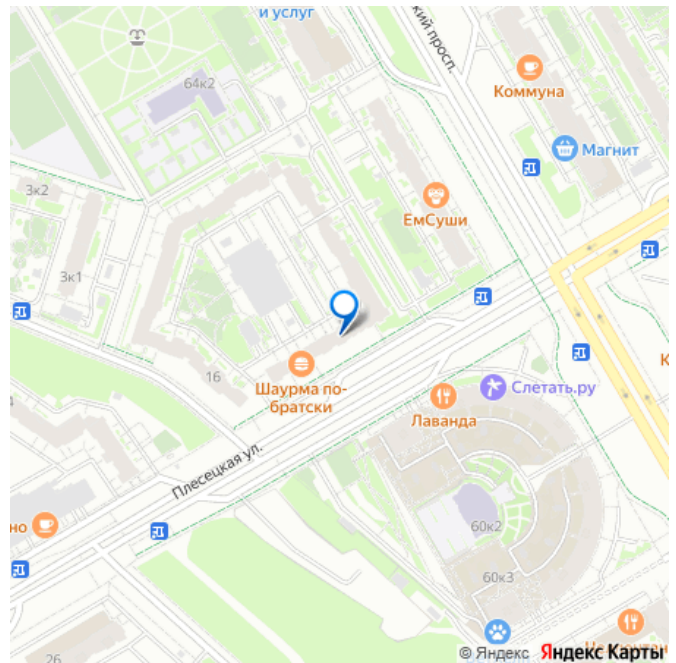 и услуг
кий просп.
64к2
Коммуна
Магнит
3к2
ЕмСуши
3к1
16
Шаурма по-
братски
Слетать.ру
Лаванда
Плесецкая ул.
но
60к2
60к3
26
© Яндекс Яндекс Карты